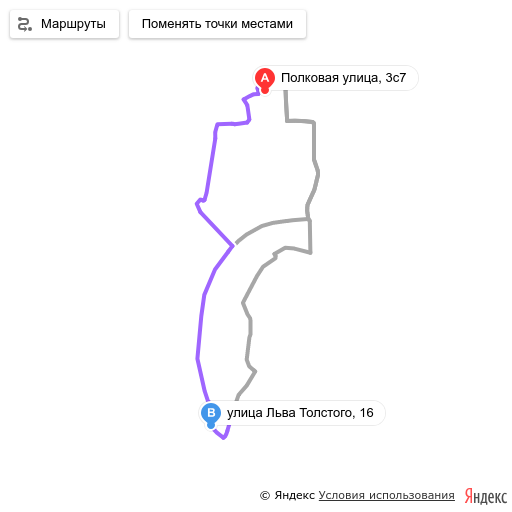 Маршруты
Поменять точки местами
A
Полковая улица, 3с7
B
улица Льва Толстого, 16
© Яндекс Условия использования
Яндекс